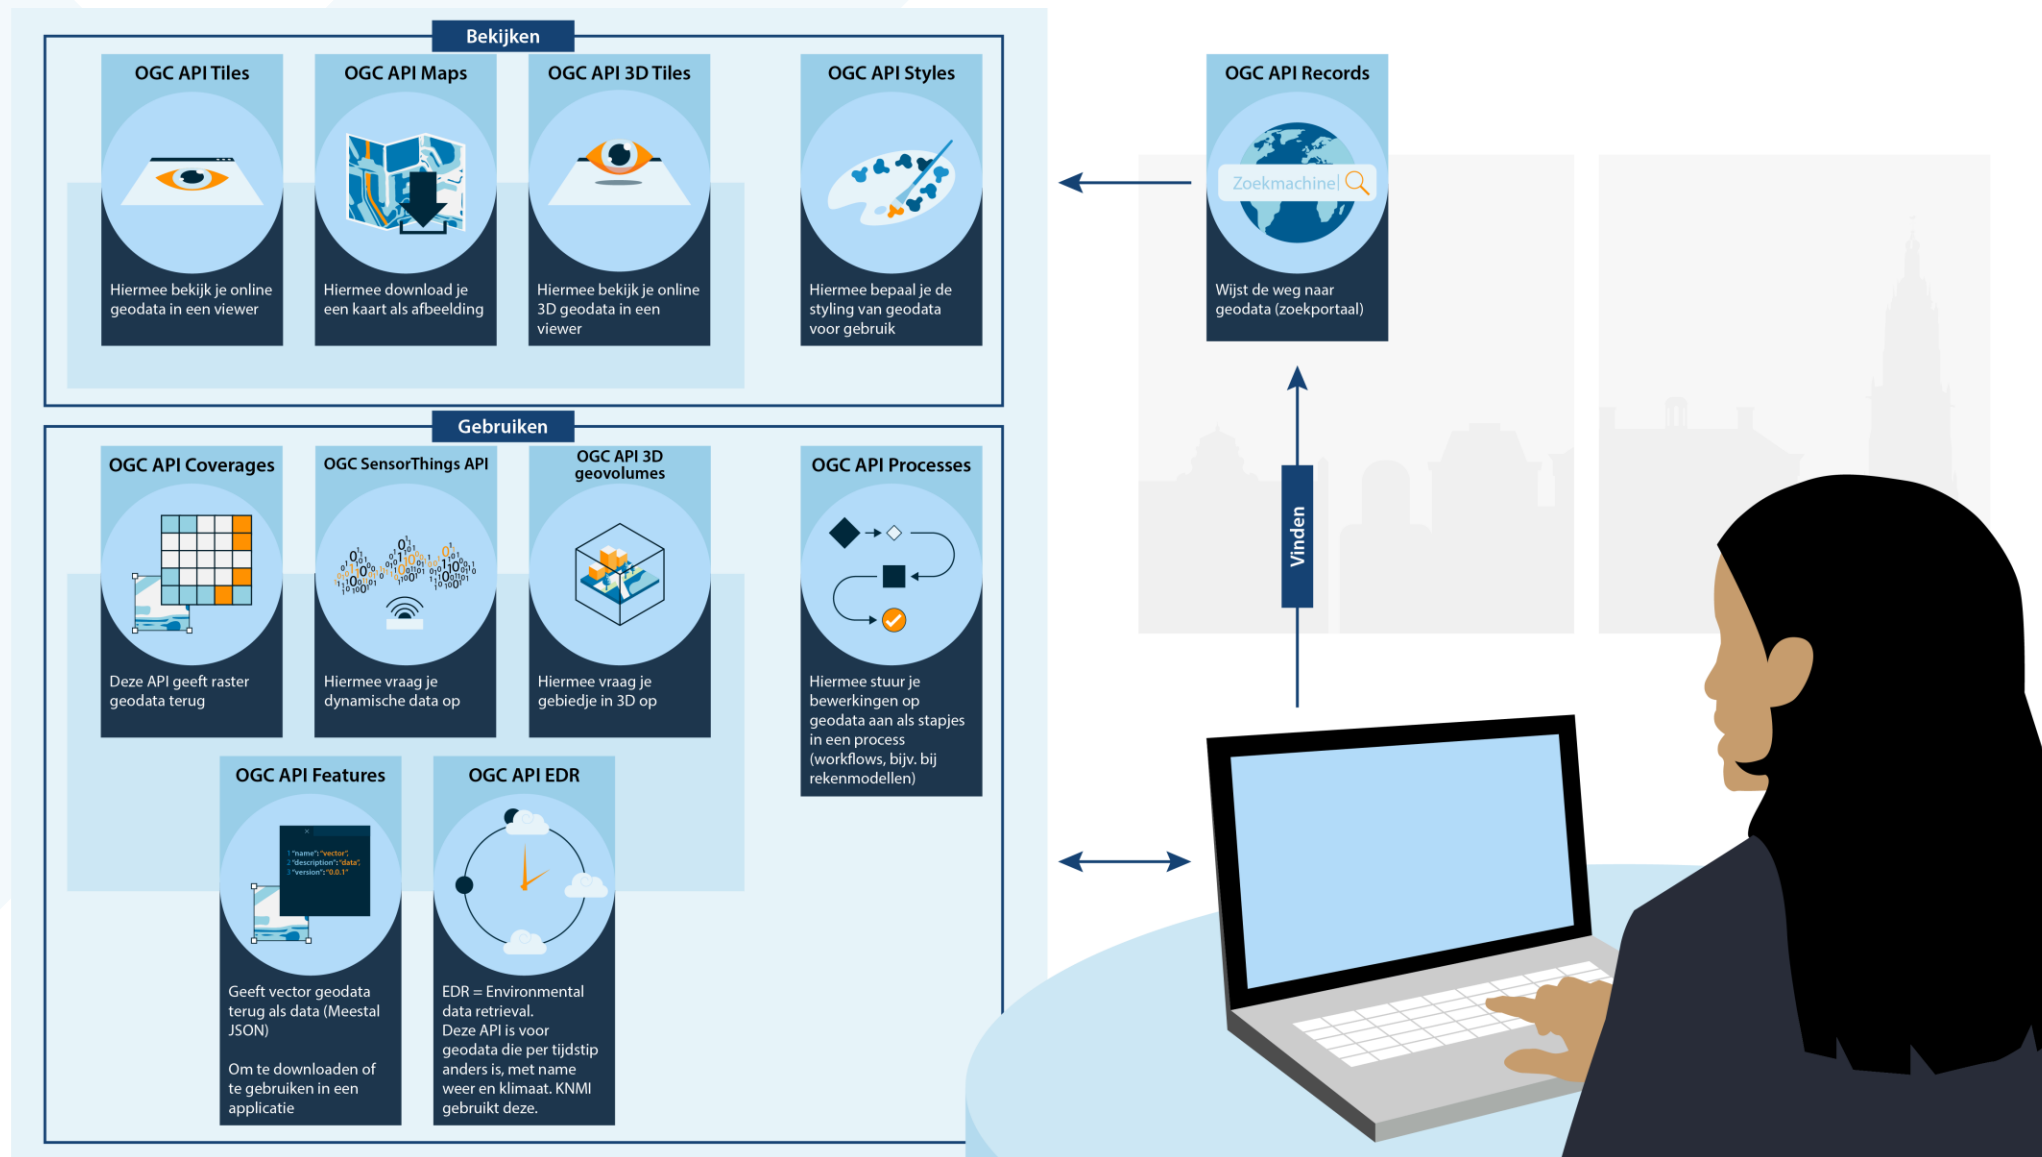 Bekijken
OGC API Tiles
Hiermee bekijk je online
geodata in een viewer
OGC API Maps
Hiermee download je
een kaart als afbeelding
OGC API 3D Tiles
Hiermee bekijk je online
3D geodata in een
viewer
OGC API Styles
Hiermee bepaal je de
styling van geodata
voor gebruik
OGC API Records
Zoekmachine|
Wijst de weg naar
geodata (zoekportaal)
Vinden
Gebruiken
OGC API Coverages
Deze API geeft raster
geodata terug
OGC SensorThings API
Hiermee vraag je
dynamische data op
OGC API 3D
geovolumes
Hiermee vraag je
gebiedje in 3D op
OGC API Processes
Hiermee stuur je
bewerkingen op
geodata aan als stapjes
in een process
(workflows, bijv. bij
rekenmodellen)
OGC API Features
1 "name": "vector",
2 "description": "data",
3 "version": "0.0.1"
Geeft vector geodata
terug als data (Meestal
JSON)
Om te downloaden of
te gebruiken in een
applicatie
OGC API EDR
EDR = Environmental
data retrieval.
Deze API is voor
geodata die per tijdstip
anders is, met name
weer en klimaat. KNMI
gebruikt deze.